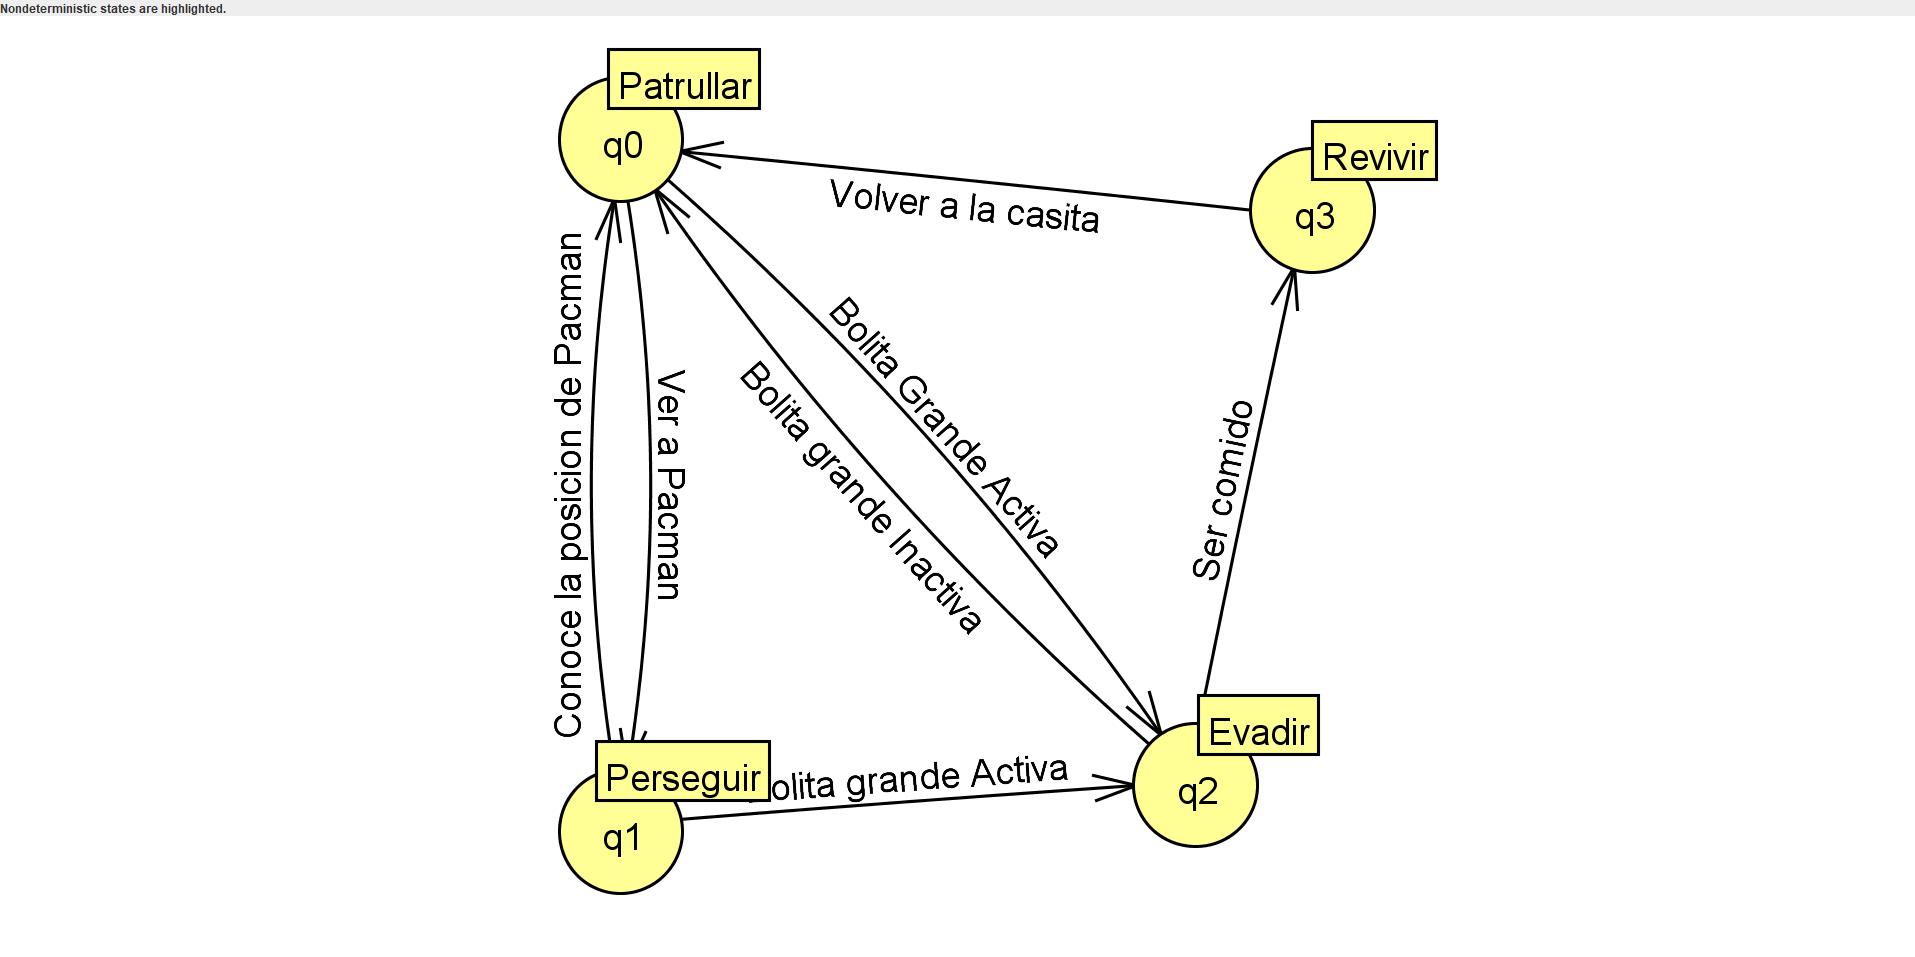 Nondeterministic states are highlighted.
Patrullar
q0
Revivir
q3
Volver a la casita
Conoce la posicion de Pacman
Ver a Pacman
Bolita Grande Activa
Bolita grande Inactiva
Ser comido
Perseguir
q1
olita grande Activa
Evadir
q2